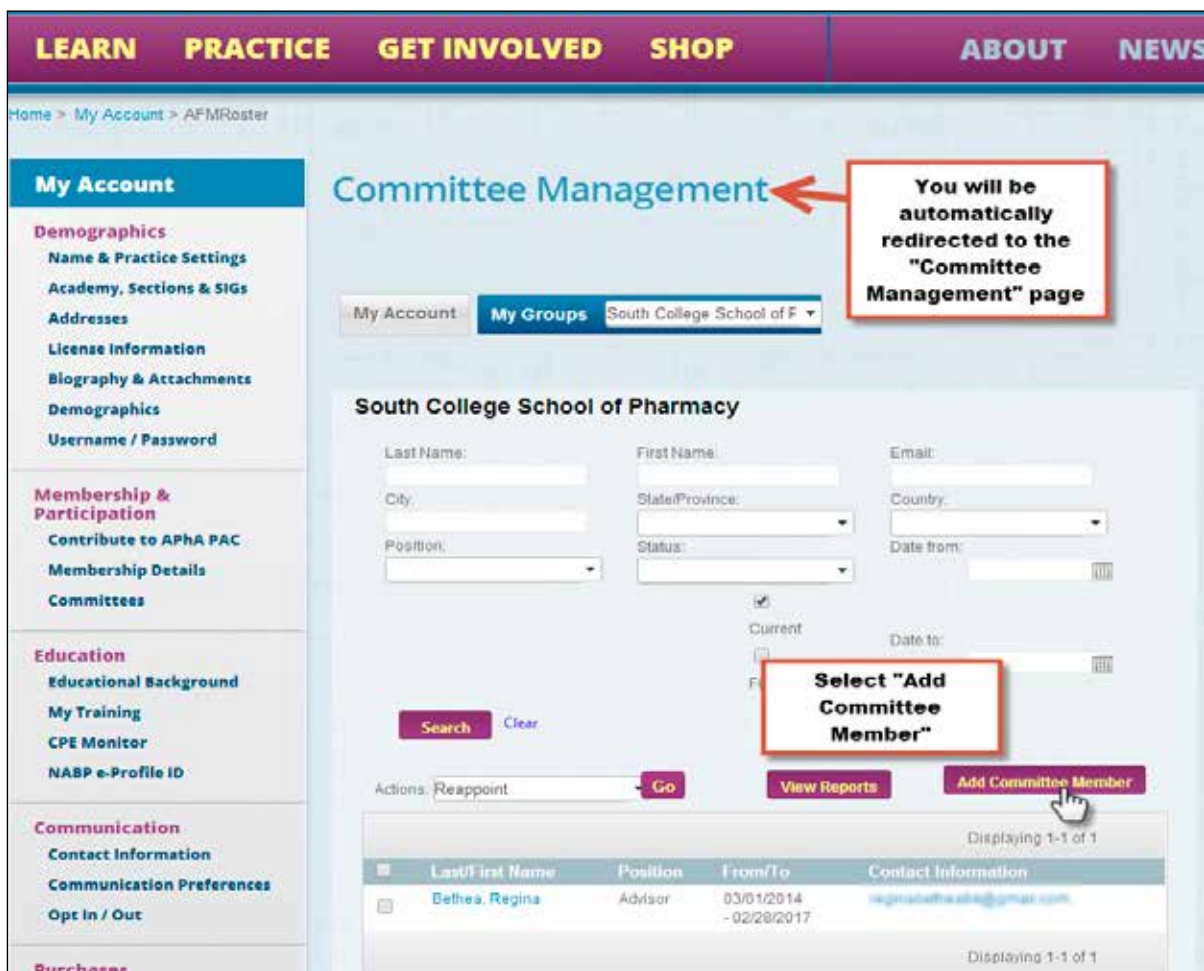 LEARN PRACTICE GET INVOLVED SHOP ABOUT NEWS
Home > My Account > AFMRoster
My Account
Demographics
Name & Practice Settings
Academy, Sections & SIGs
Addresses
License Information
Biography & Attachments
Demographics
Username / Password
Membership &
Participation
Contribute to APhA PAC
Membership Details
Committees
Education
Educational Background
My Training
CPE Monitor
NABP e-Profile ID
Communication
Contact Information
Communication Preferences
Opt In / Out
Purchases
Committee Management
You will be
automatically
redirected to the
"Committee
Management" page
My Account My Groups South College School of F
South College School of Pharmacy
Last Name: First Name: Email:
City: State/Province: Country:
Position: Status: Date from:
Current
Date to:
Select "Add
Committee
Member"
Search Clear
Actions: Reappoint Go View Reports Add Committee Member
Displaying 1-1 of 1
Last/First Name Position From/To Contact Information
Bethea, Regina Advisor 03/01/2014
- 02/28/2017
Displaying 1-1 of 1